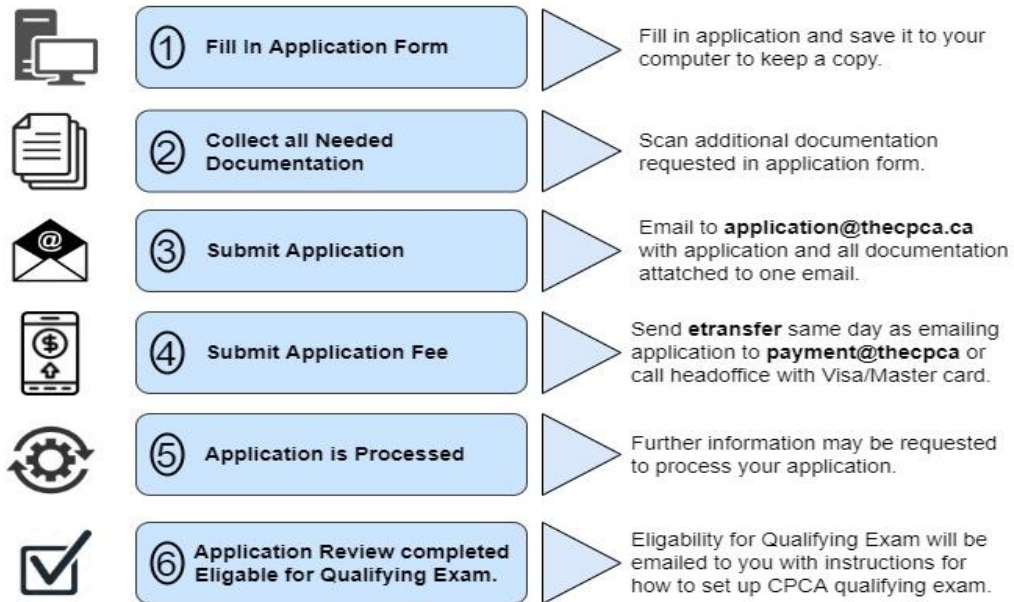 1 Fill In Application Form
Fill in application and save it to your
computer to keep a copy.
2 Collect all Needed
Documentation
Scan additional documentation
requested in application form.
@
3 Submit Application
Email to application@thecpca.ca
with application and all documentation
attatched to one email.
$
4 Submit Application Fee
Send etransfer same day as emailing
application to payment@thecpca or
call headoffice with Visa/Master card.
5 Application is Processed
Further information may be requested
to process your application.
6 Application Review completed
Eligable for Qualifying Exam.
Eligability for Qualifying Exam will be
emailed to you with instructions for
how to set up CPCA qualifying exam.